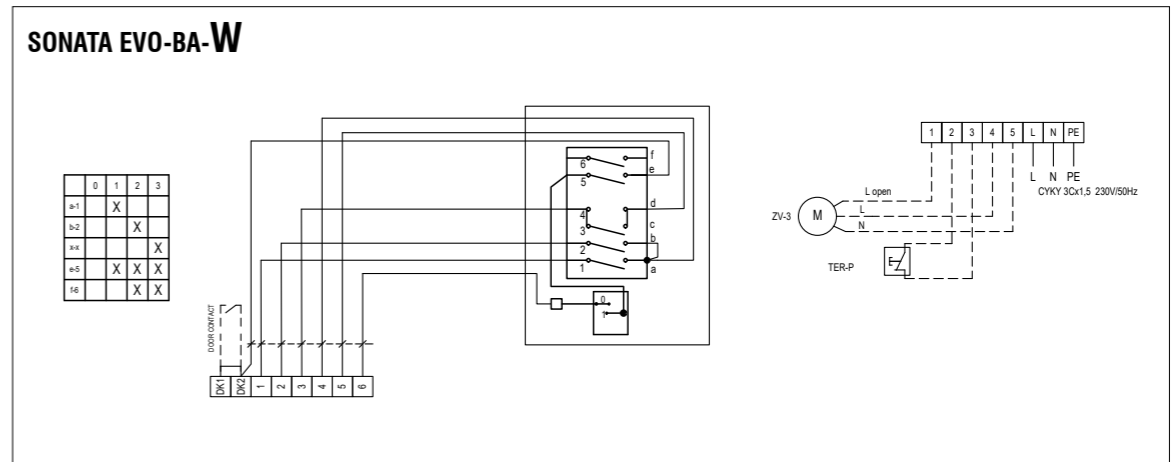 SONATA EVO-BA-W
0 1 2 3
a-1 X
b-2 X
x-x X
e-5 X X X
f-6 X X
DOOR CONTACT
DK1 DK2 1 2 3 4 5 6
6 f
5 e
4 d
3 c
2 b
1 a
0
1
1 2 3 4 5 L N PE
L N PE
CYKY 3Cx1,5 230V/50Hz
L open
ZV-3 M L
N
TER-P